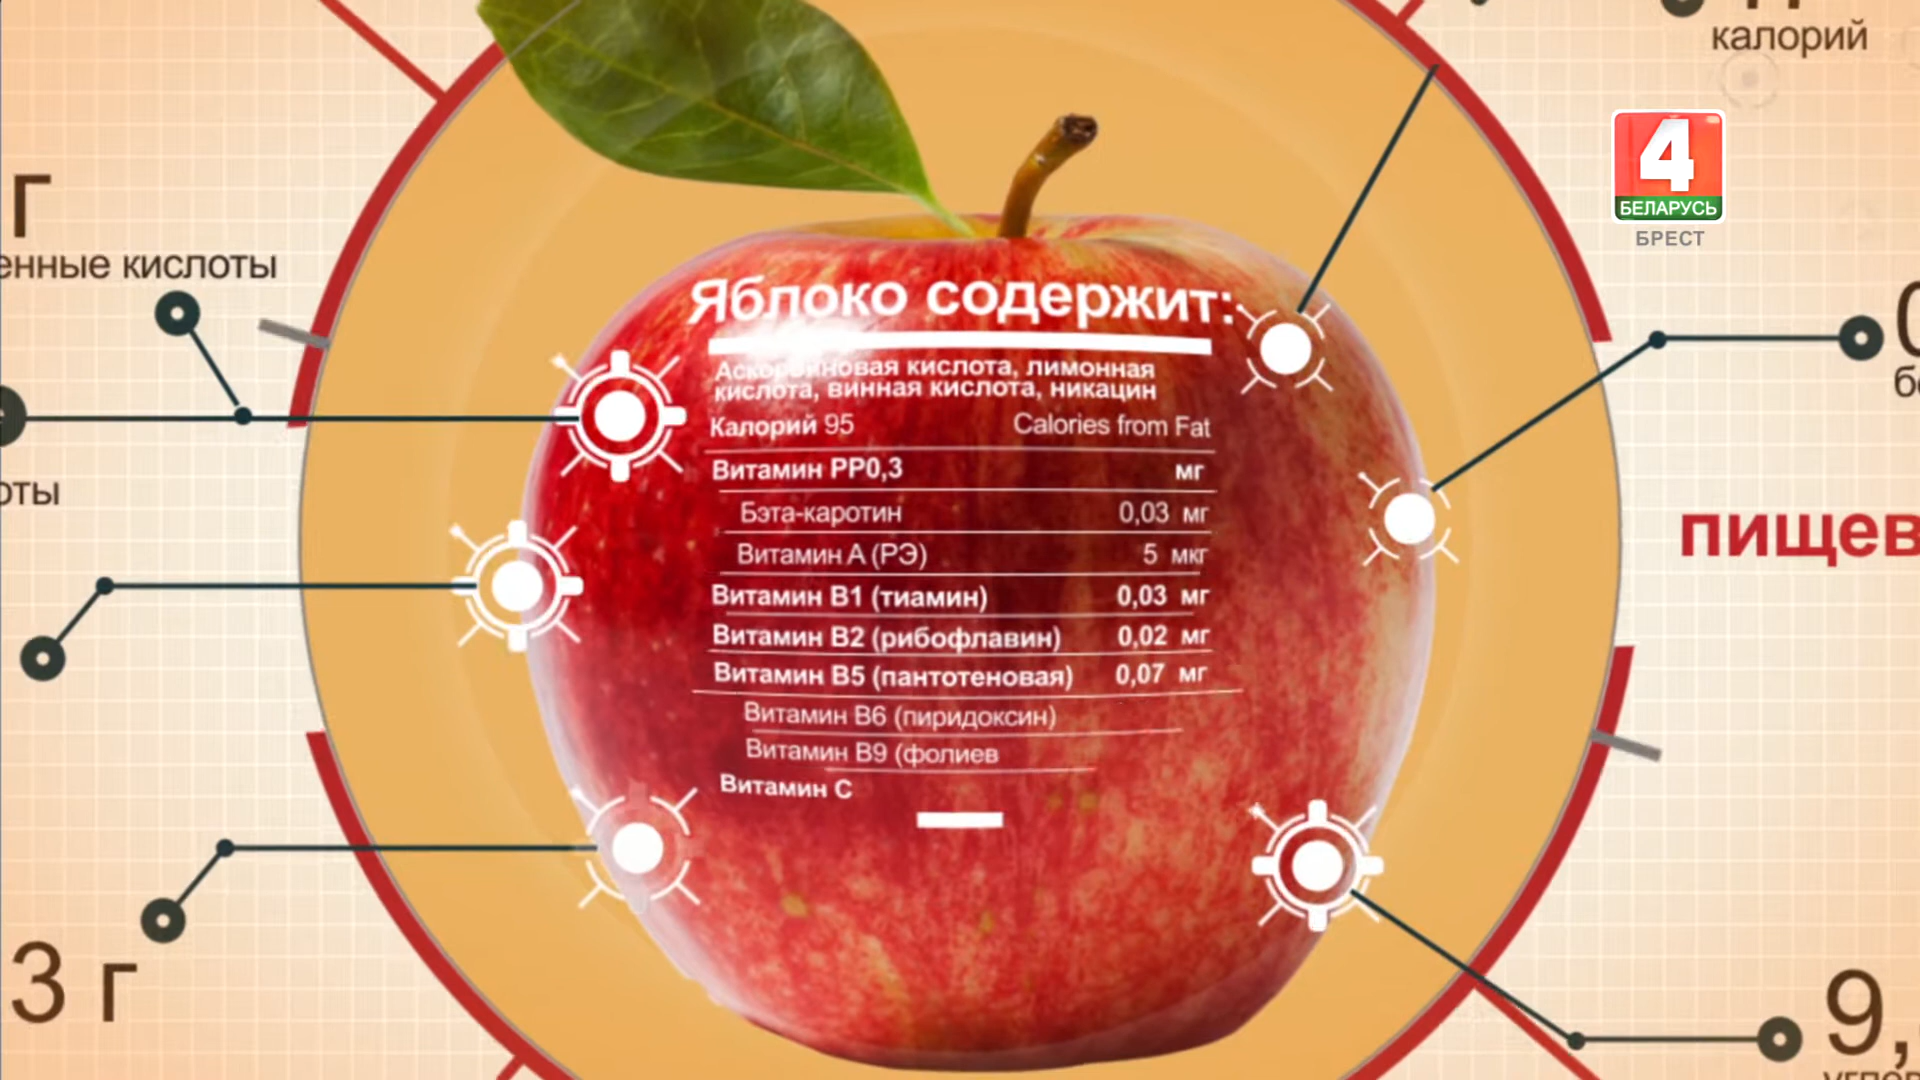 калорий
4
БЕЛАРУСЬ
БРЕСТ
г
енные кислоты
Яблоко содержит:
Аскорбиновая кислота, лимонная
кислота, винная кислота, никацин
Калорий 95 Calories from Fat
Витамин PP0,3 мг
Бэта-каротин 0,03 мг
Витамин А (РЭ) 5 мкг
Витамин В1 (тиамин) 0,03 мг
Витамин В2 (рибофлавин) 0,02 мг
Витамин В5 (пантотеновая) 0,07 мг
Витамин В6 (пиридоксин)
Витамин В9 (фолиев
Витамин С
оты
пищев
3 г
9,